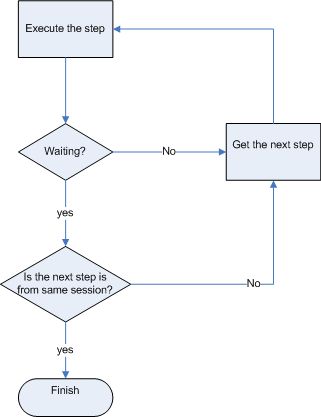 Execute the step
Waiting?
No
Get the next step
yes
Is the next step is
from same session?
No
yes
Finish